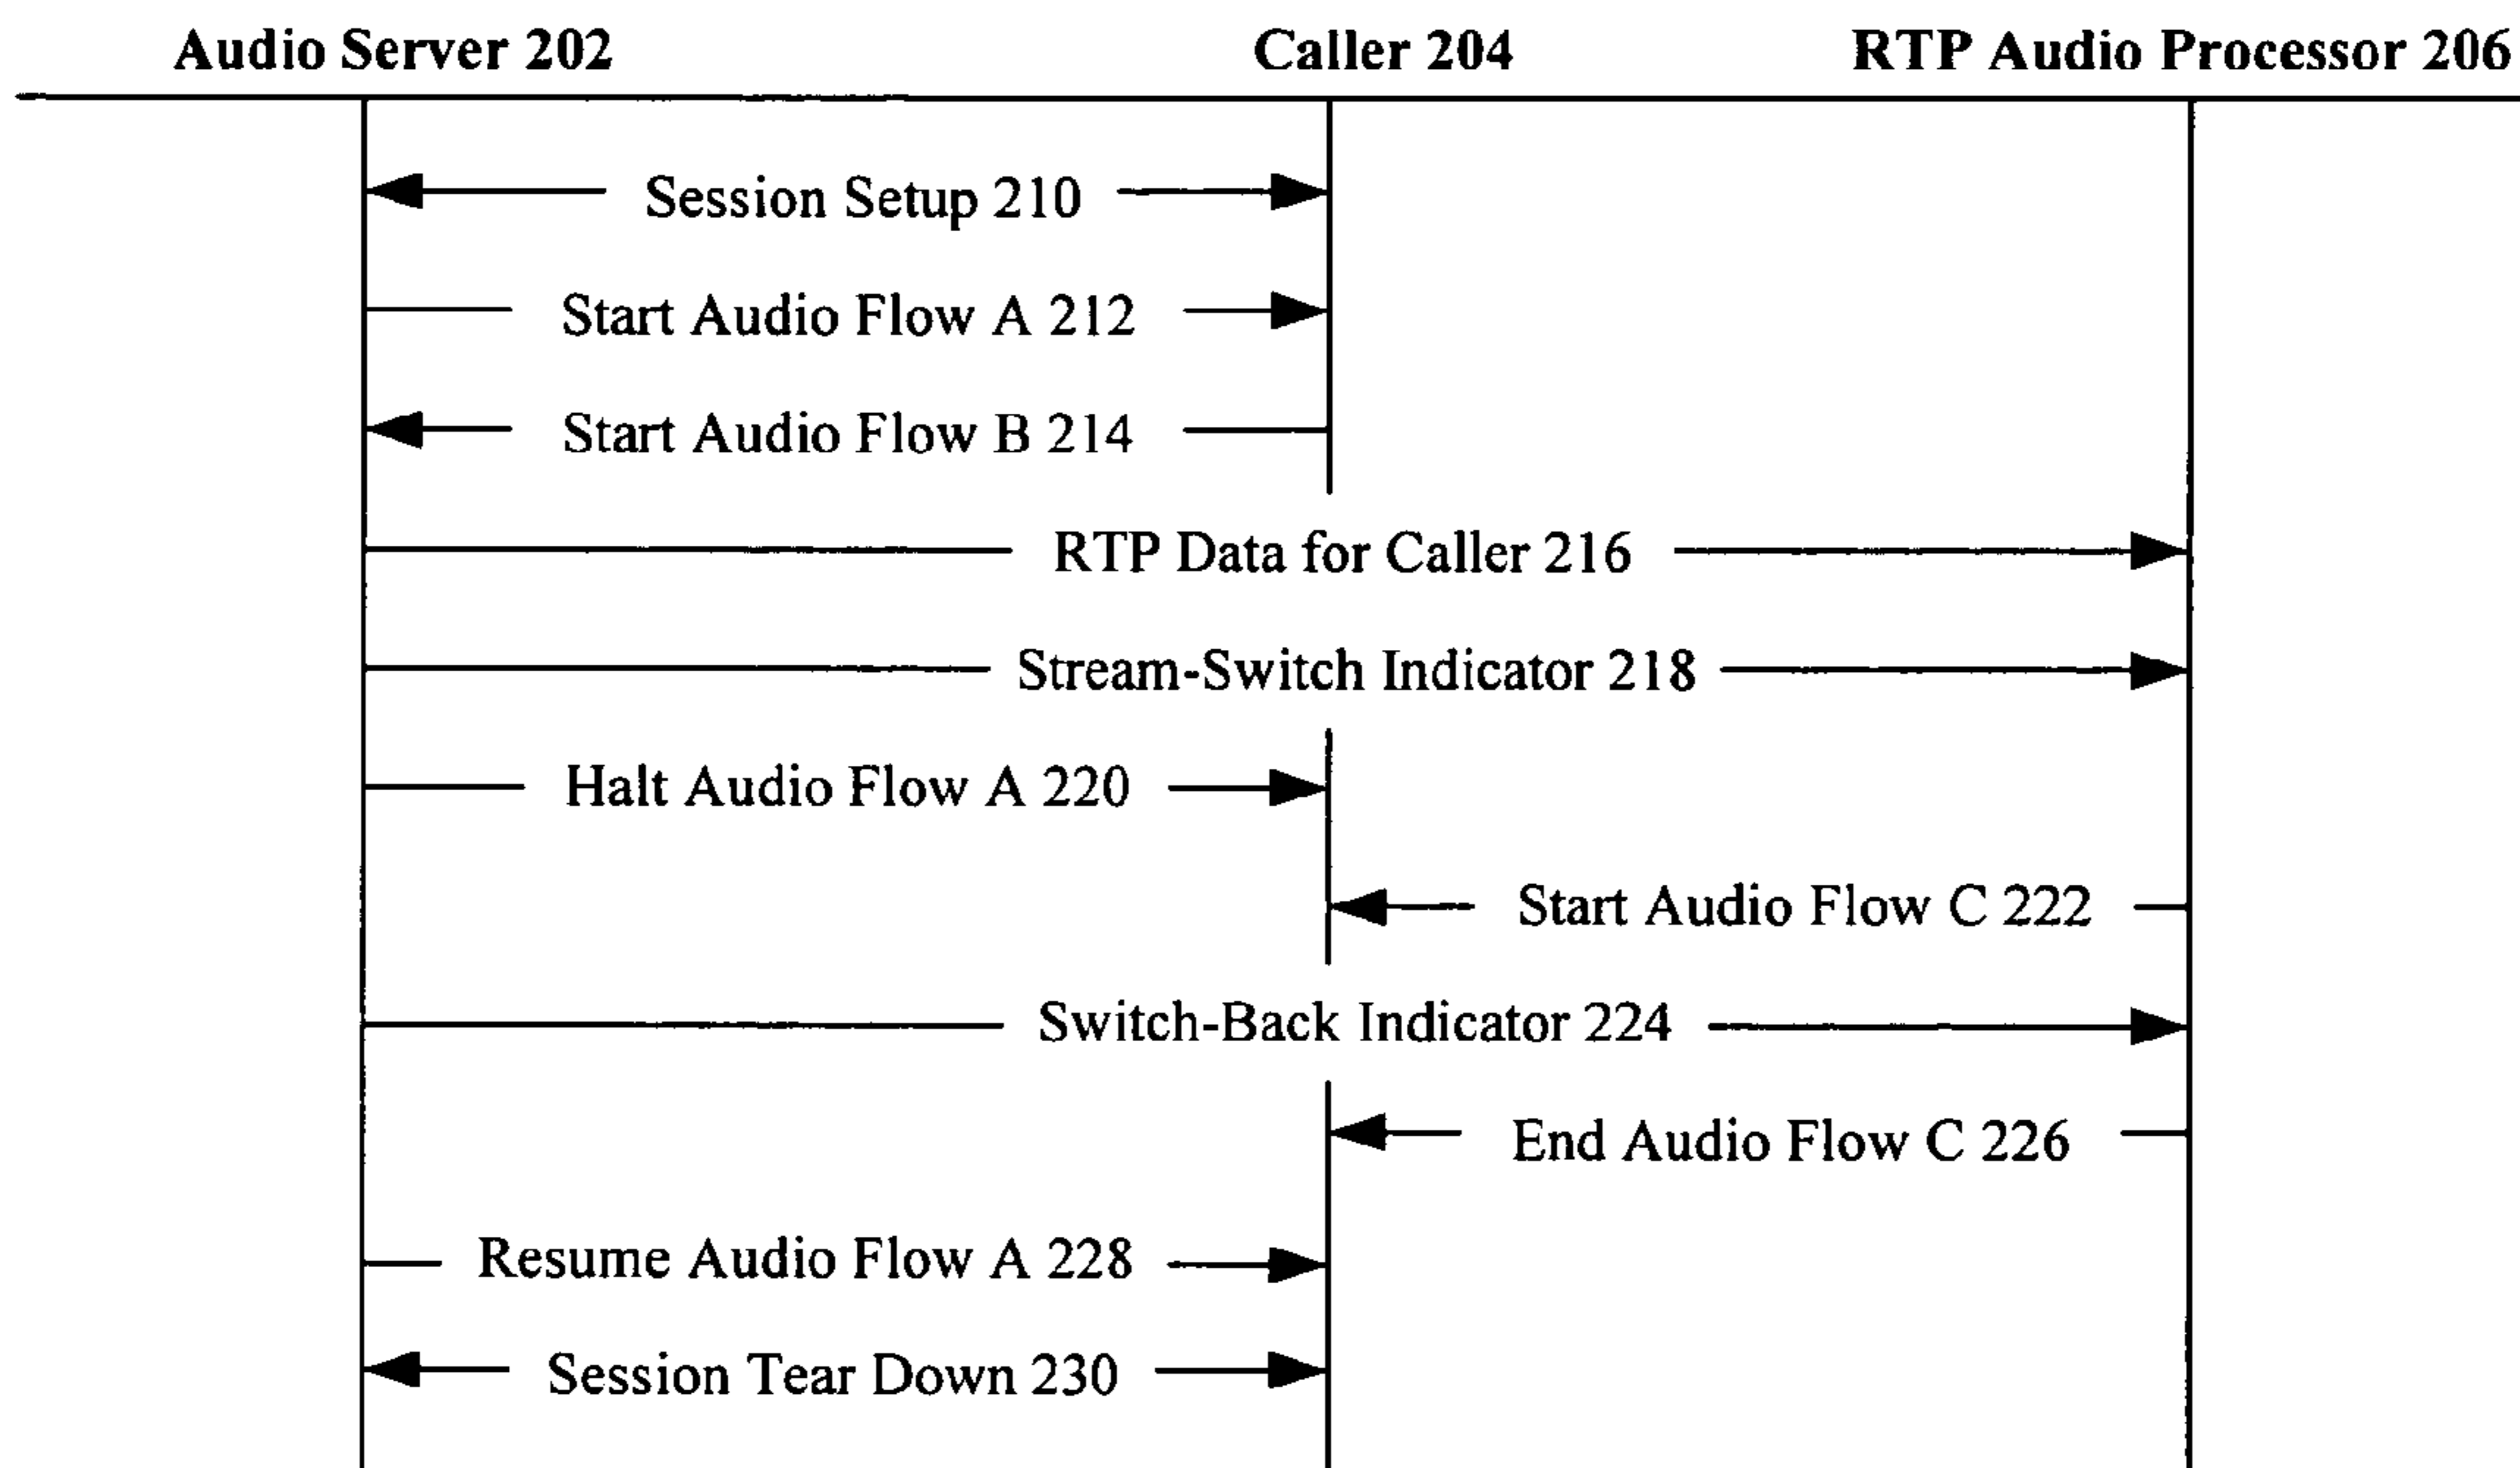 Audio Server 202 Caller 204 RTP Audio Processor 206
Session Setup 210
Start Audio Flow A 212
Start Audio Flow B 214
RTP Data for Caller 216
Stream-Switch Indicator 218
Halt Audio Flow A 220
Start Audio Flow C 222
Switch-Back Indicator 224
End Audio Flow C 226
Resume Audio Flow A 228
Session Tear Down 230